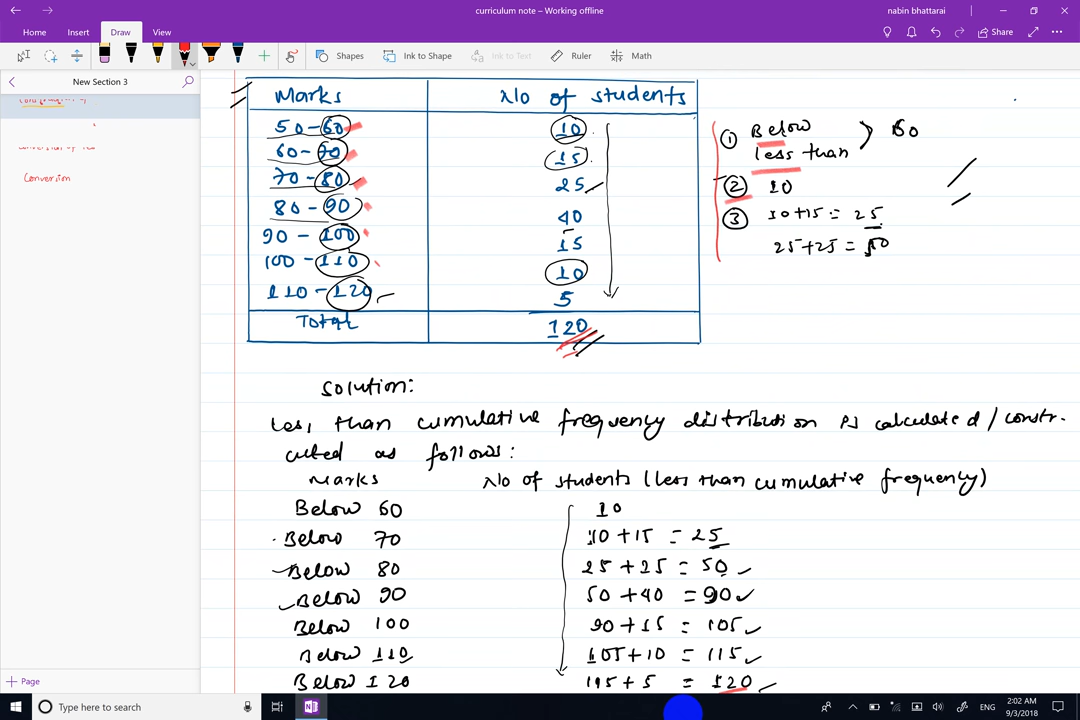 curriculum note – Working offline
nabin bhattarai
Home Insert Draw View
Share
Shapes Ink to Shape Ink to Text Ruler Math
New Section 3
Conversion
Page
Marks No of students
50-60 10
60-70 15
70-80 25
80-90 40
90-100 15
100-110 10
110-120 5
Total 120
① Below
less than > 60
② 10
③ 10+15 = 25
25+25 = 50
Solution:
Less than cumulative frequency distribution is calculated/constr-
ucted as follows:
Marks No of students (less than cumulative frequency)
Below 60 10
Below 70 10+15 = 25
Below 80 25+25 = 50
Below 90 50+40 = 90
Below 100 90+15 = 105
Below 110 105+10 = 115
Below 120 115+5 = 120
Type here to search
ENG
2:02 AM
9/3/2018